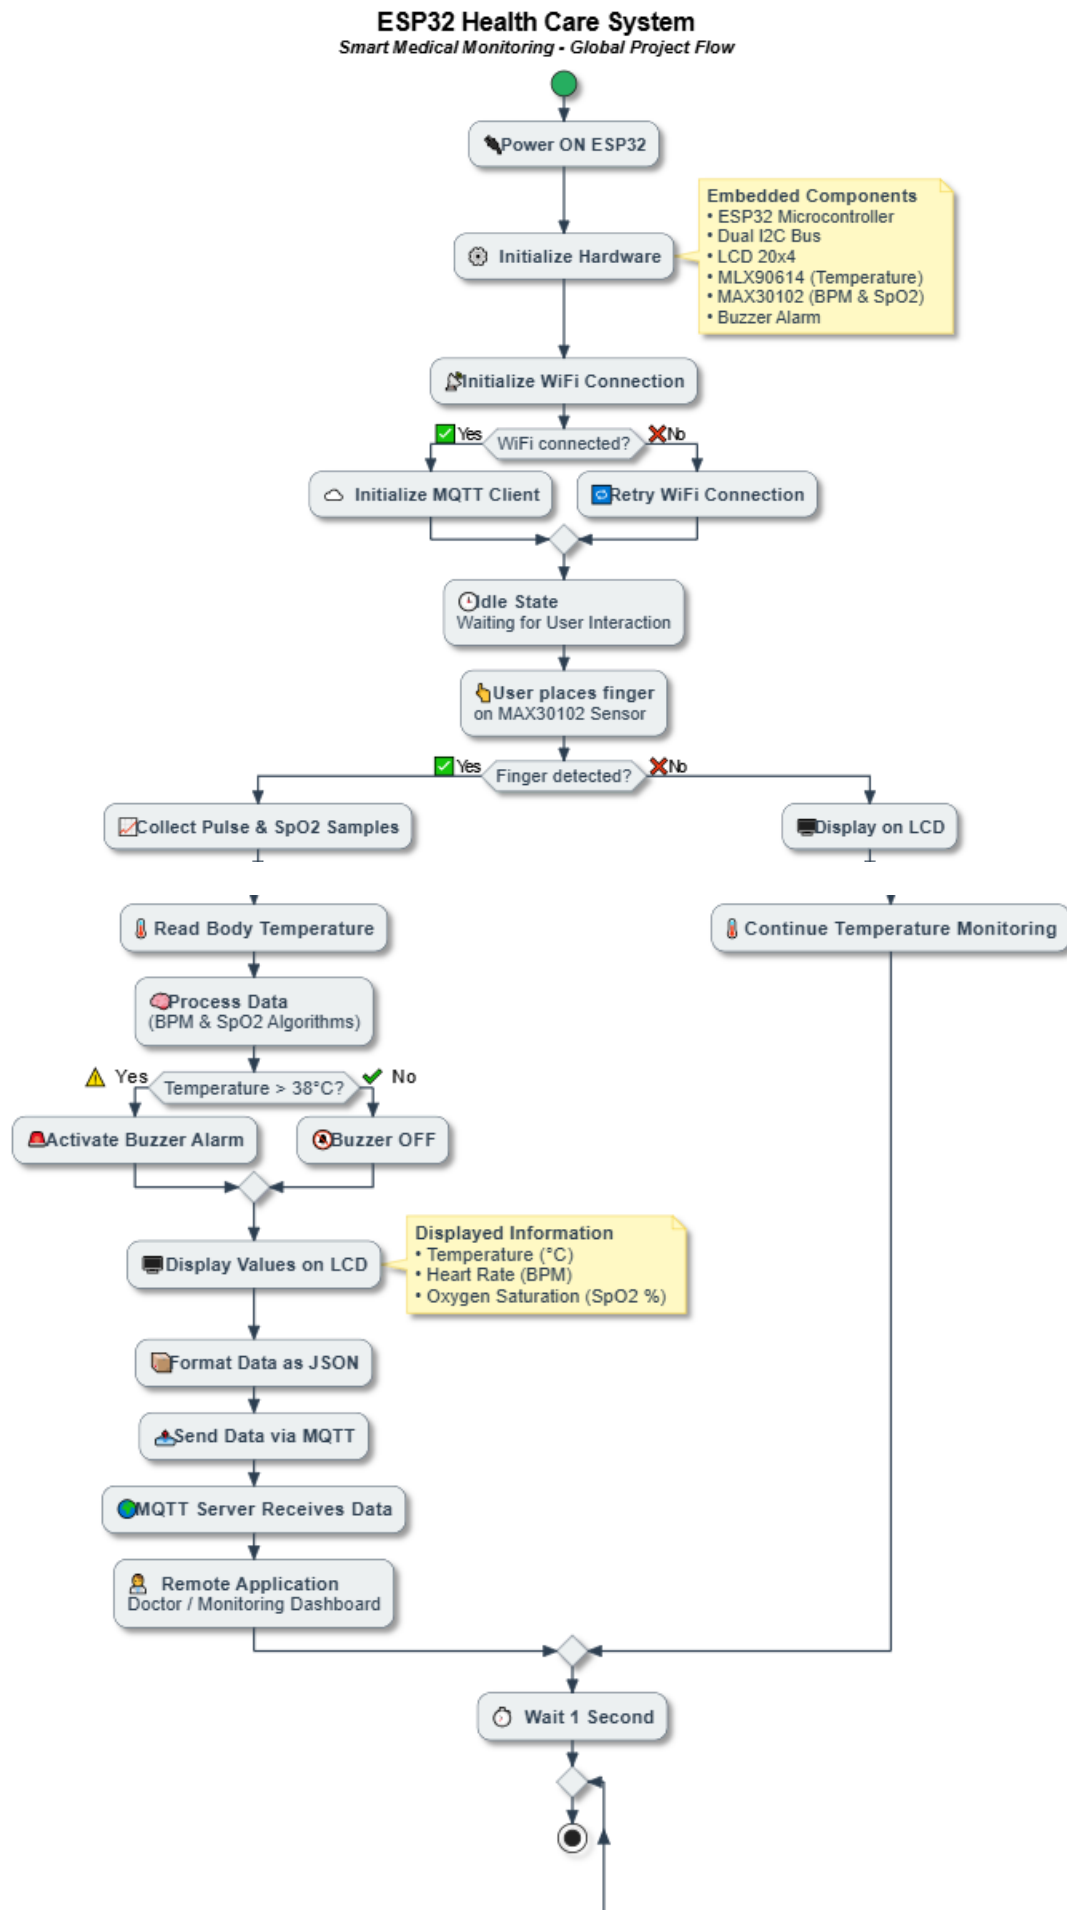 ESP32 Health Care System
Smart Medical Monitoring - Global Project Flow
Power ON ESP32
Embedded Components
• ESP32 Microcontroller
• Dual I2C Bus
• LCD 20x4
• MLX90614 (Temperature)
• MAX30102 (BPM & SpO2)
• Buzzer Alarm
Initialize Hardware
Initialize WiFi Connection
Yes
WiFi connected?
No
Initialize MQTT Client
Retry WiFi Connection
Idle State
Waiting for User Interaction
User places finger
on MAX30102 Sensor
Yes
Finger detected?
No
Collect Pulse & SpO2 Samples
Display on LCD
Read Body Temperature
Continue Temperature Monitoring
Process Data
(BPM & SpO2 Algorithms)
Yes
Temperature > 38°C?
No
Activate Buzzer Alarm
Buzzer OFF
Displayed Information
• Temperature (°C)
• Heart Rate (BPM)
• Oxygen Saturation (SpO2 %)
Display Values on LCD
Format Data as JSON
Send Data via MQTT
MQTT Server Receives Data
Remote Application
Doctor / Monitoring Dashboard
Wait 1 Second